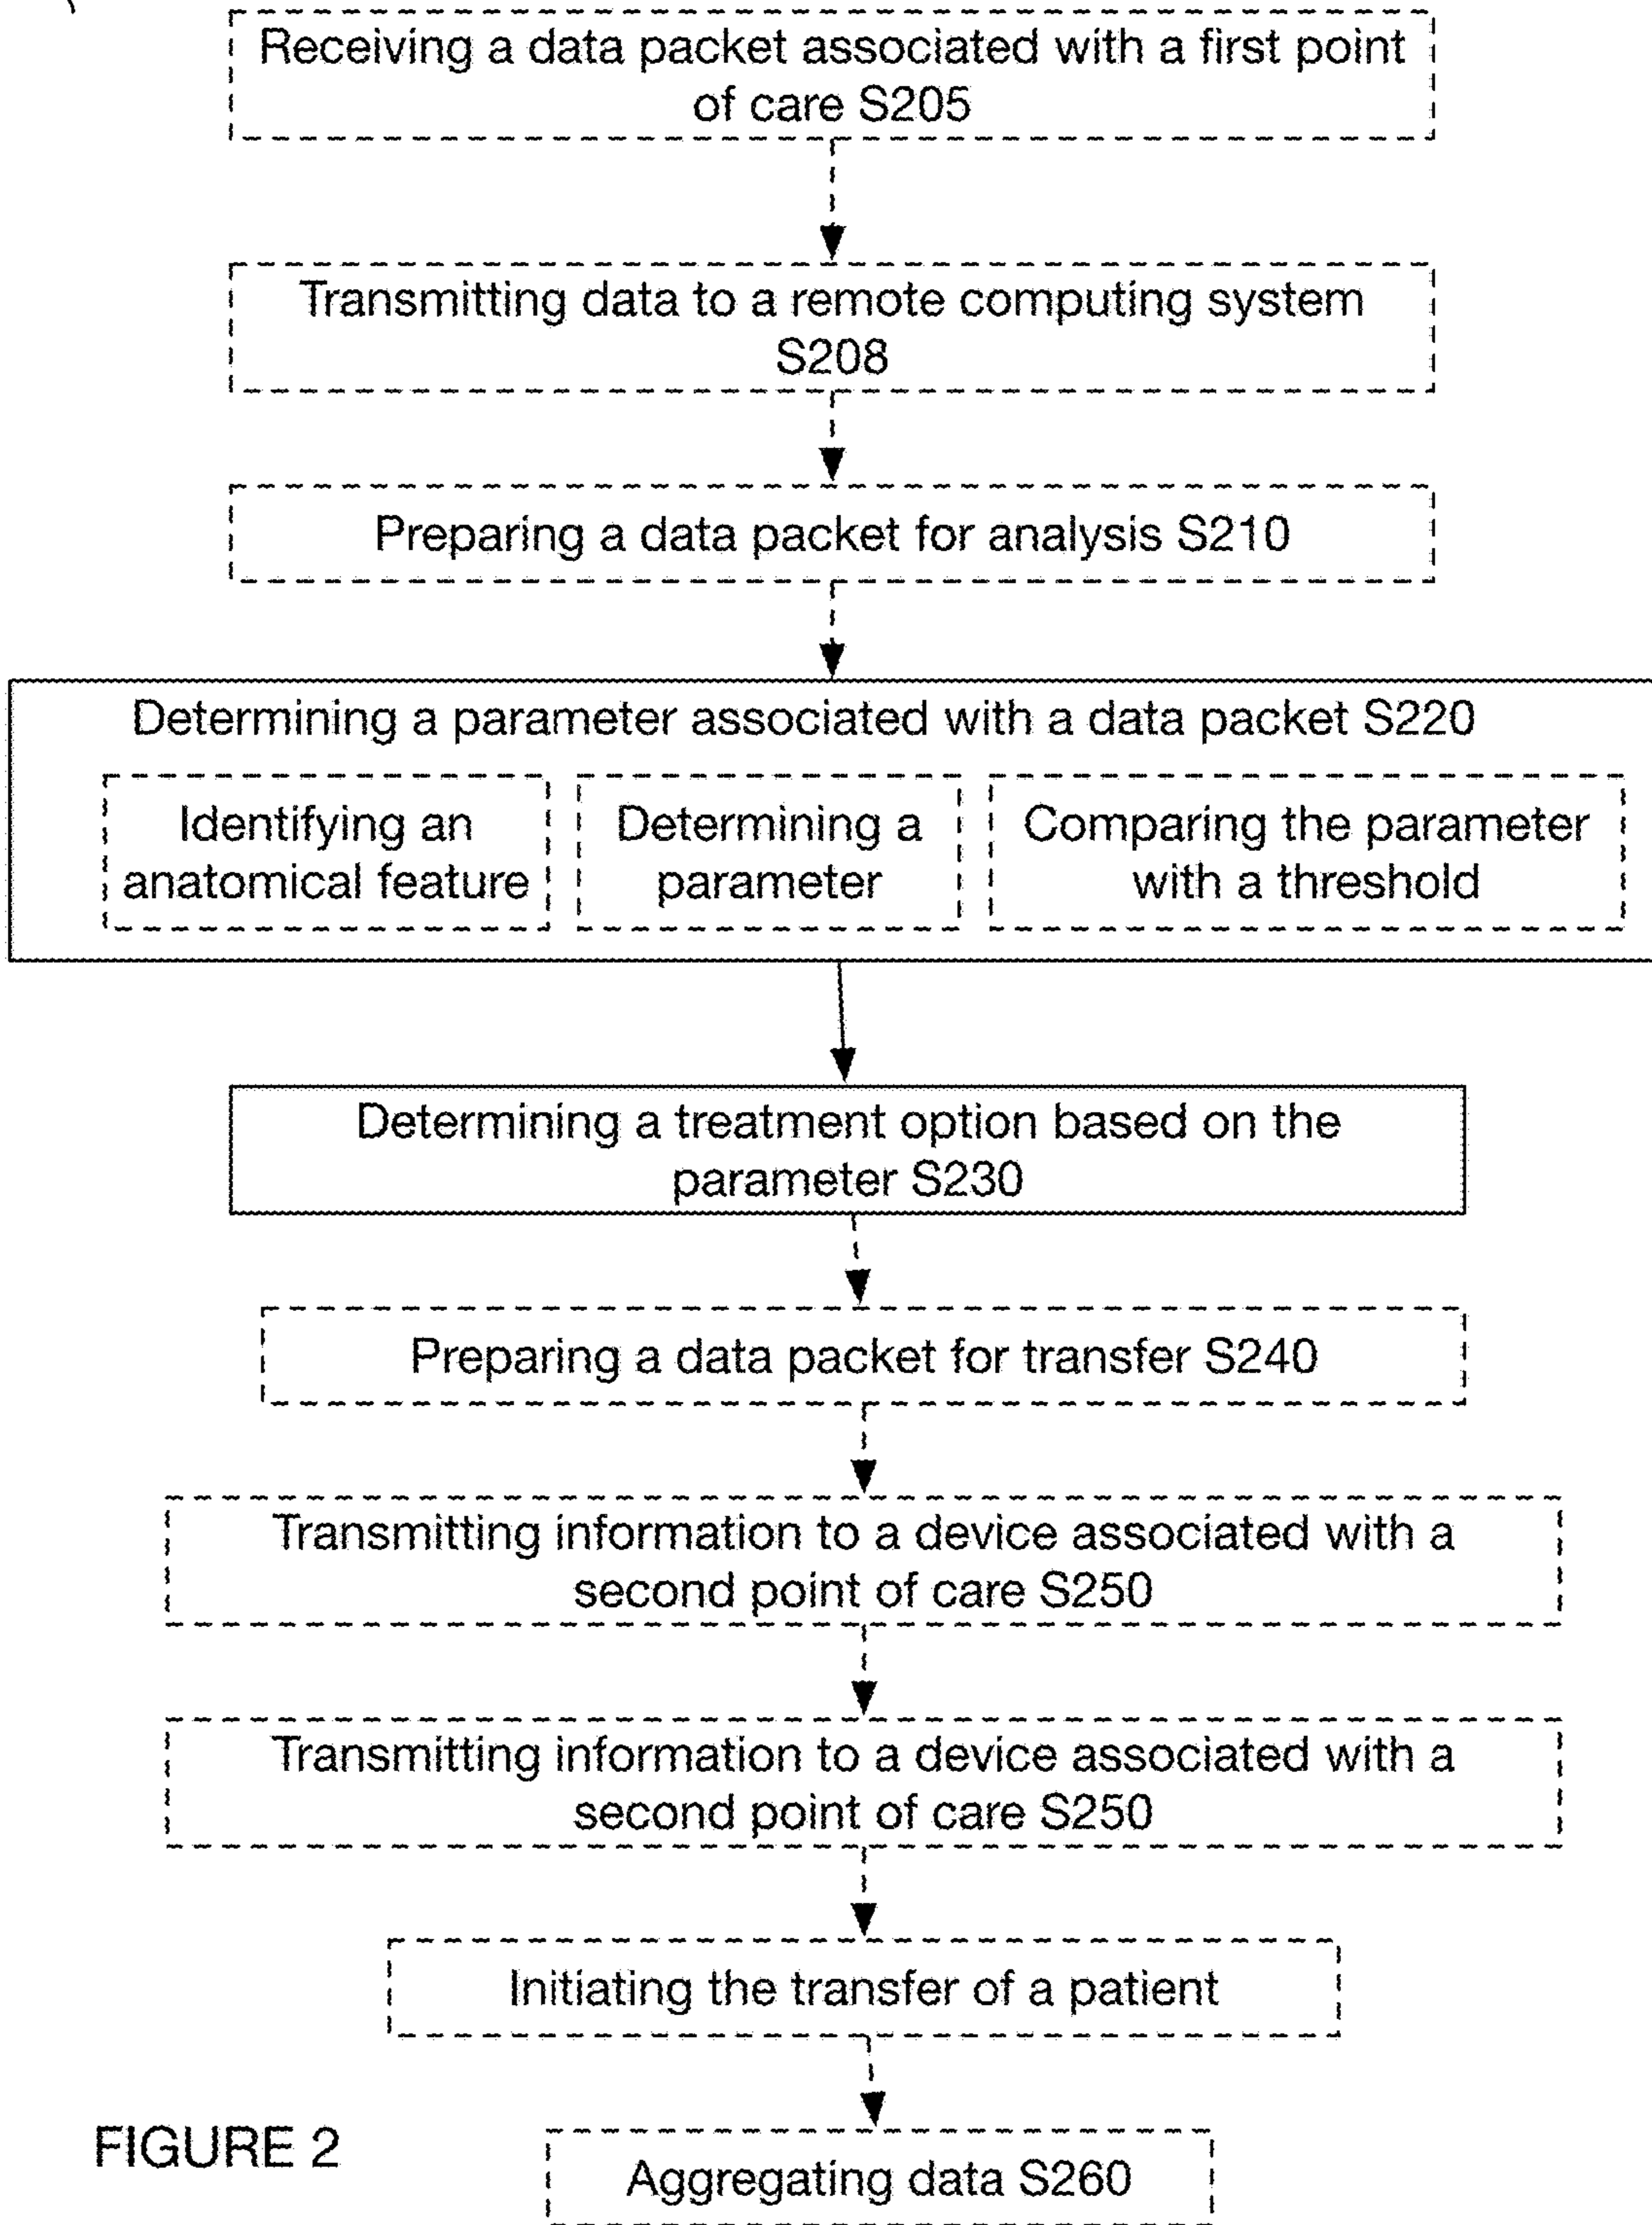 Receiving a data packet associated with a first point
of care S205
Transmitting data to a remote computing system
S208
Preparing a data packet for analysis S210
Determining a parameter associated with a data packet S220
Identifying an
anatomical feature
Determining a
parameter
Comparing the parameter
with a threshold
Determining a treatment option based on the
parameter S230
Preparing a data packet for transfer S240
Transmitting information to a device associated with a
second point of care S250
Transmitting information to a device associated with a
second point of care S250
Initiating the transfer of a patient
FIGURE 2
Aggregating data S260